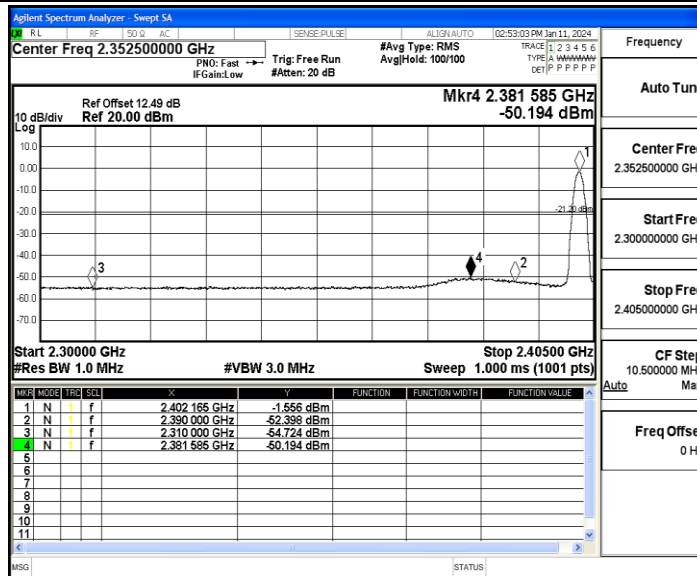 Agilent Spectrum Analyzer - Swept SA
RL RF 50 Ω AC SENSE:PULSE ALIGN AUTO 02:53:03 PM Jan 11, 2024
Center Freq 2.352500000 GHz
PNO: Fast
IFGain:Low
Trig: Free Run
#Atten: 20 dB
#Avg Type: RMS
Avg|Hold: 100/100
TRACE 1 2 3 4 5 6
TYPE A WWWWW
DET P P P P P P
Frequency
Auto Tun
Center Fre
2.352500000 GH
Start Fre
2.300000000 GH
Stop Fre
2.405000000 GH
CF Step
10.500000 MH
Auto Ma
Freq Offse
0 H
Ref Offset 12.49 dB
10 dB/div Ref 20.00 dBm
Log
Mkr4 2.381 585 GHz
-50.194 dBm
10.0
0.00
-10.0
-20.0
-30.0
-40.0
-50.0
-60.0
-70.0
1
-21.20 dBm
4
2
3
Start 2.30000 GHz Stop 2.40500 GHz
#Res BW 1.0 MHz #VBW 3.0 MHz Sweep 1.000 ms (1001 pts)
MKR MODE TRC SCL X Y FUNCTION FUNCTION WIDTH FUNCTION VALUE
1 N 1 f 2.402 165 GHz -1.556 dBm
2 N 1 f 2.390 000 GHz -52.398 dBm
3 N 1 f 2.310 000 GHz -54.724 dBm
4 N 1 f 2.381 585 GHz -50.194 dBm
5
6
7
8
9
10
11
MSG STATUS